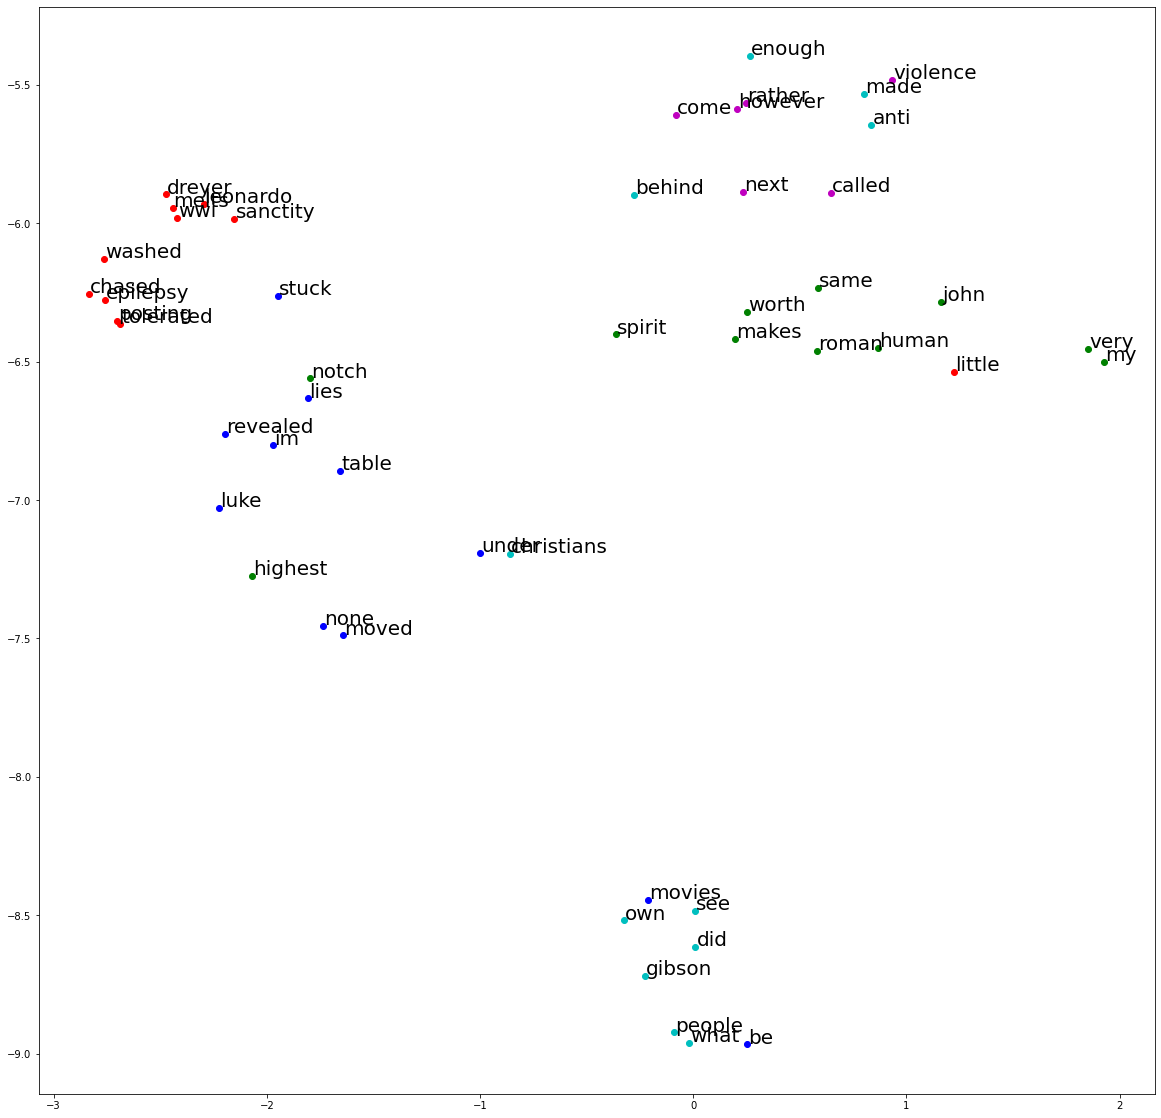 enough
violence
made
rather
however
come
anti
−5.5
behind
next
called
dreyer
leonardo
melts
wwi
sanctity
−6.0
washed
same
chased
epilepsy
stuck
john
worth
posting
tolerated
spirit
makes
roman
human
very
my
little
−6.5
notch
lies
revealed
im
table
luke
−7.0
under
christians
highest
none
moved
−7.5
−8.0
movies
see
own
−8.5
did
gibson
people
what
be
−9.0
−3
−2
−1
0
1
2